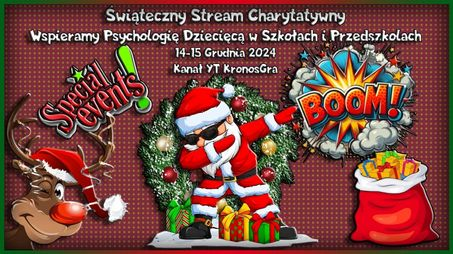 Świąteczny Stream Charytatywny
Wspieramy Psychologię Dziecięcą w Szkołach i Przedszkolach
14-15 Grudnia 2024
Kanał YT KronosGra
Special
events!
BOOM!